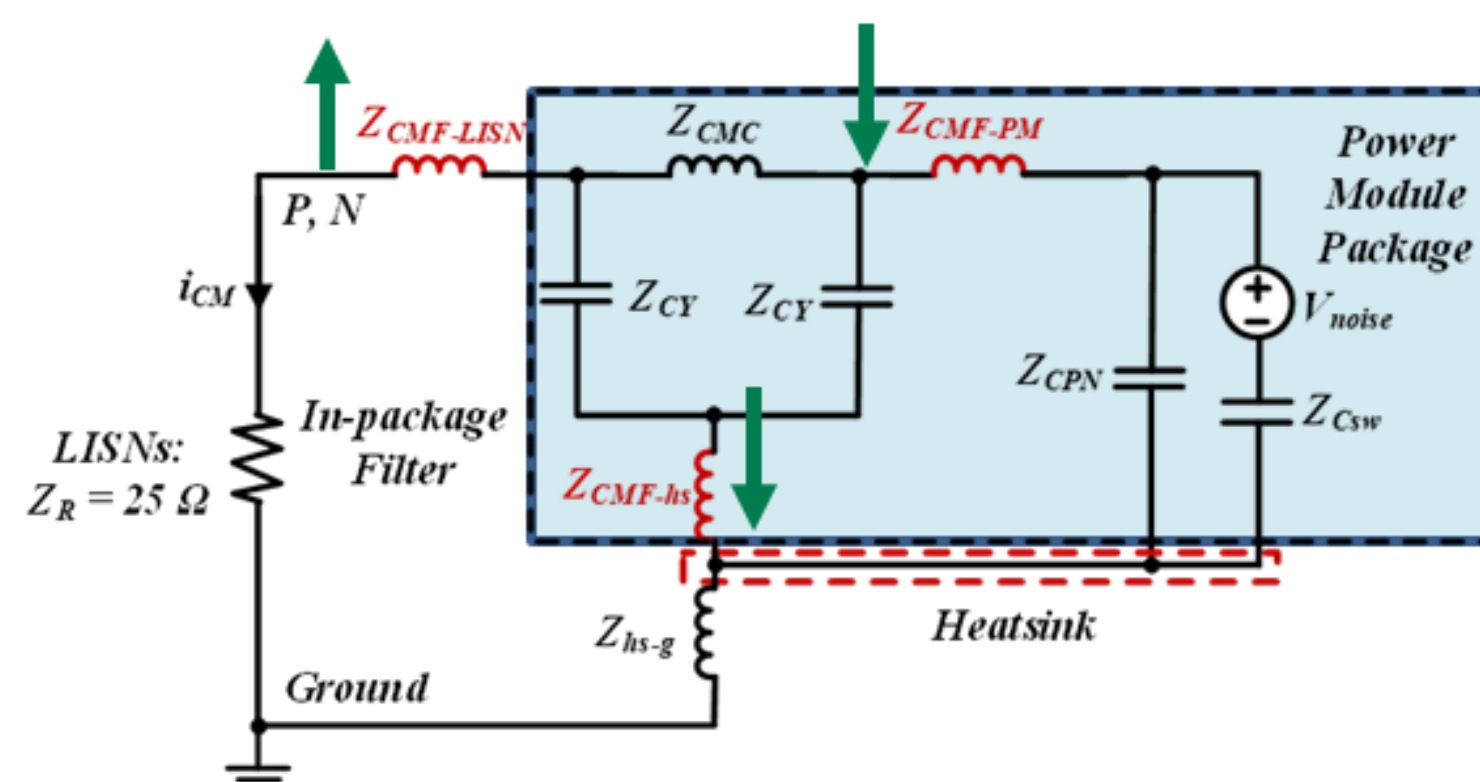 Z_CMF-LISN
Z_CMC
Z_CMF-PM
Power
Module
Package
P, N
i_CM
Z_CY
Z_CY
V_noise
Z_CPN
Z_Csw
In-package
Filter
LISNs:
Z_R = 25 Ω
Z_CMF-hs
Z_hs-g
Heatsink
Ground